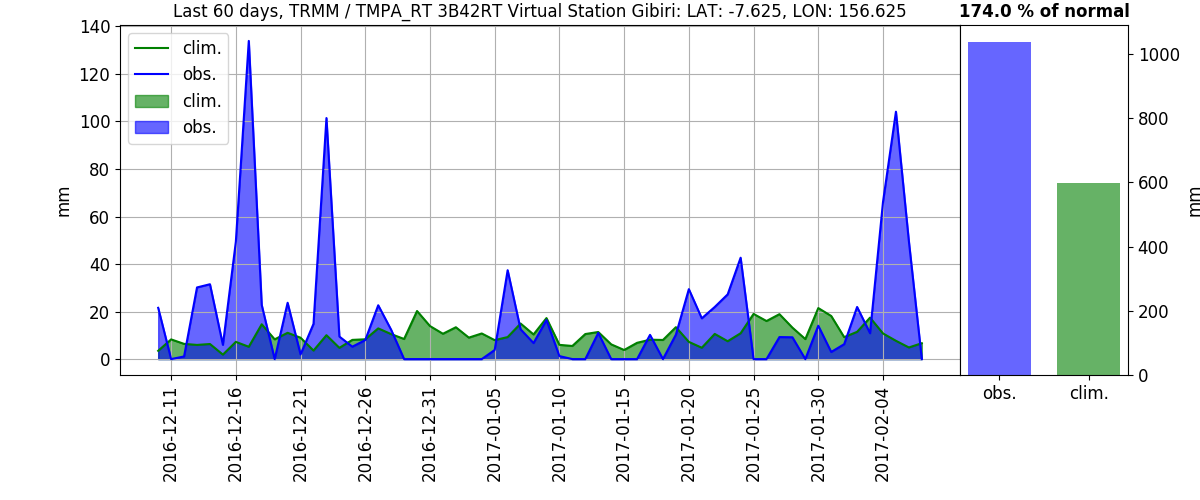 Last 60 days, TRMM / TMPA_RT 3B42RT Virtual Station Gibiri: LAT: -7.625, LON: 156.625
174.0 % of normal
clim.
obs.
clim.
obs.
140
120
100
80
60
40
20
0
mm
2016-12-11
2016-12-16
2016-12-21
2016-12-26
2016-12-31
2017-01-05
2017-01-10
2017-01-15
2017-01-20
2017-01-25
2017-01-30
2017-02-04
1000
800
600
400
200
0
mm
obs.
clim.